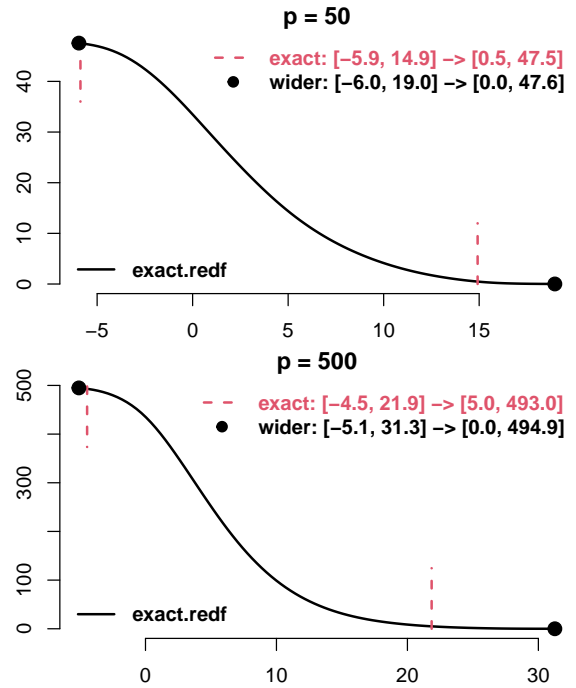 p = 50
exact: [−5.9, 14.9] −> [0.5, 47.5]
wider: [−6.0, 19.0] −> [0.0, 47.6]
40
30
20
10
0
exact.redf
−5 0 5 10 15
p = 500
500
exact: [−4.5, 21.9] −> [5.0, 493.0]
wider: [−5.1, 31.3] −> [0.0, 494.9]
300
100
0
exact.redf
0 10 20 30